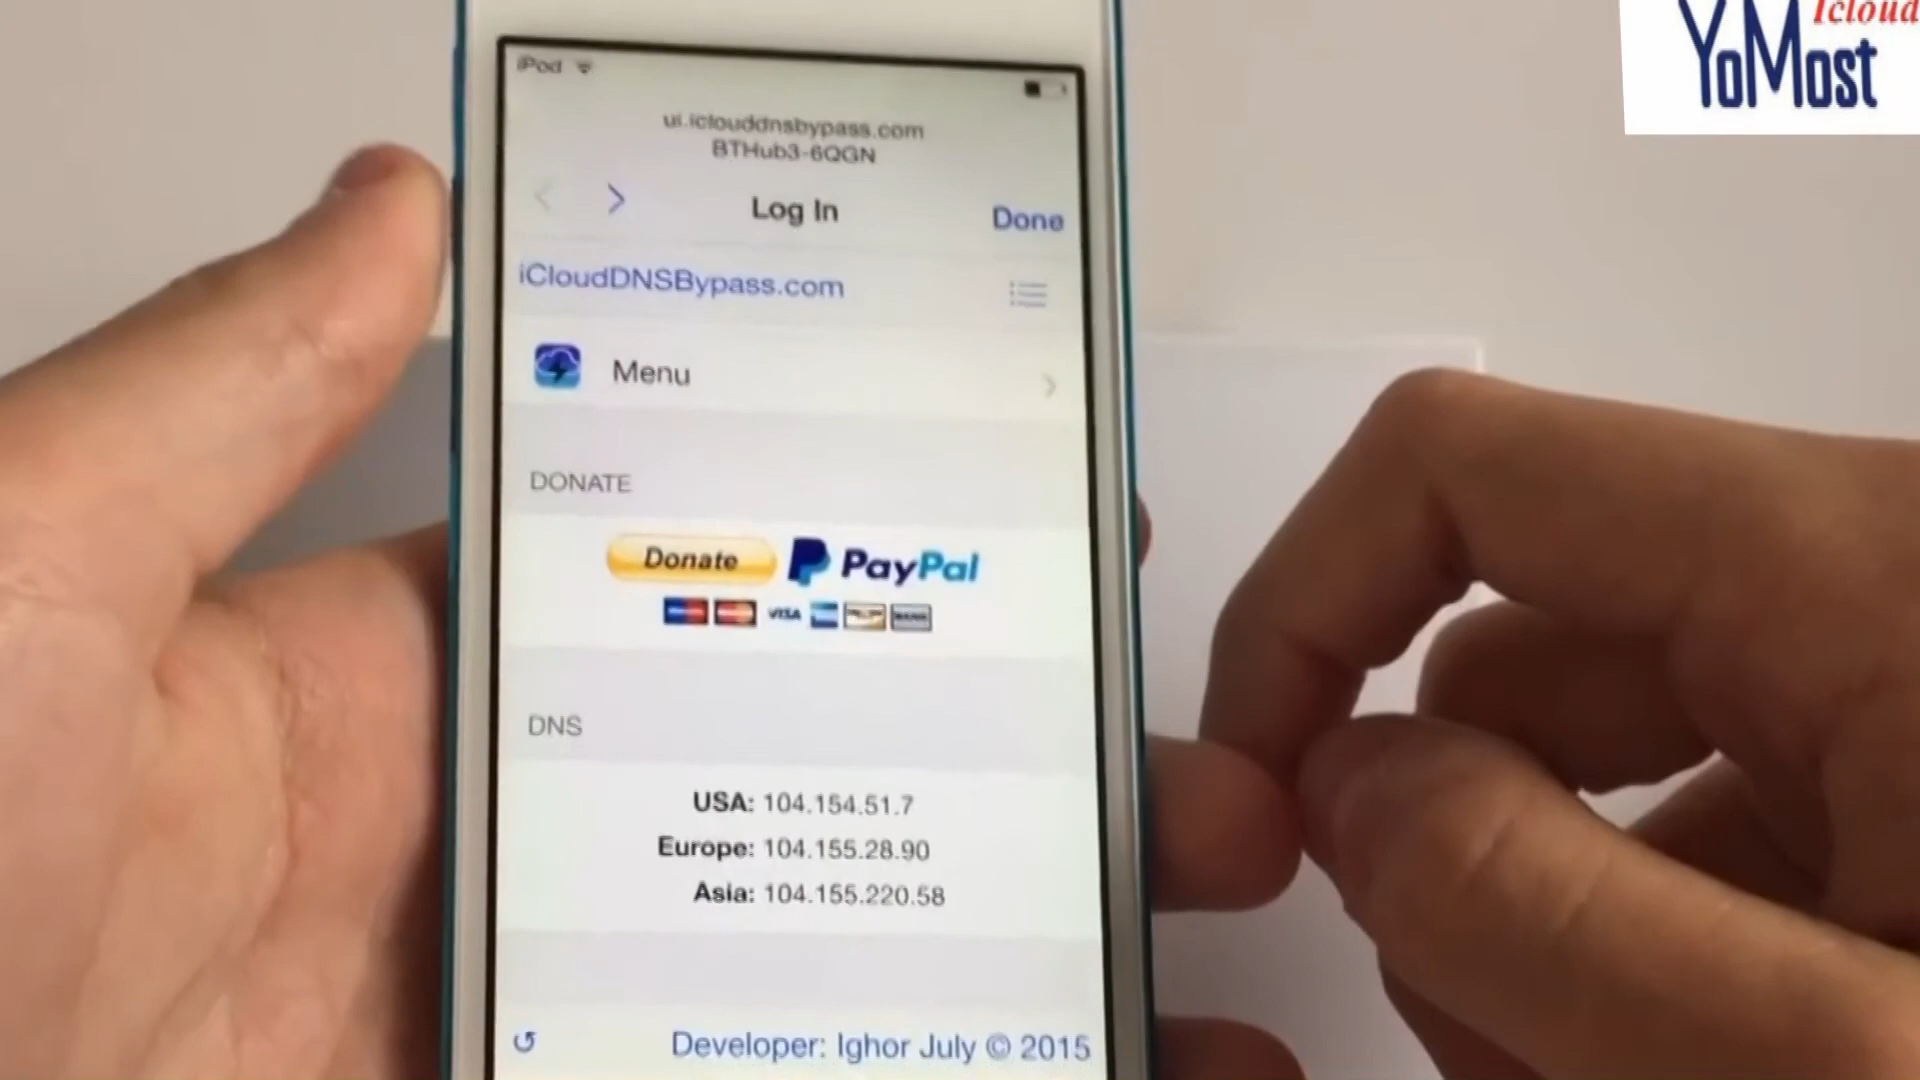 Icloud
YoMost
iPod
ui.iclouddnsbypass.com
BTHub3-6QGN
Log In
Done
iCloudDNSBypass.com
Menu
DONATE
Donate PayPal
VISA
DNS
USA: 104.154.51.7
Europe: 104.155.28.90
Asia: 104.155.220.58
Developer: Ighor July © 2015